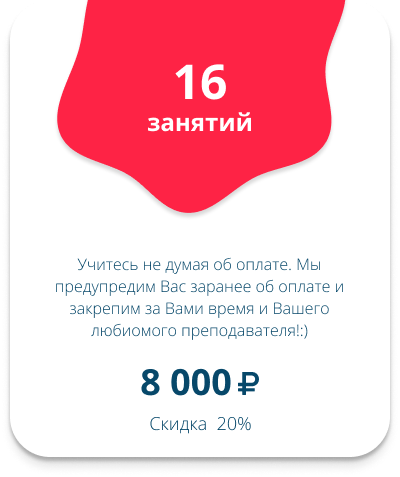 16
занятий
Учитесь не думая об оплате. Мы
предупредим Вас заранее об оплате и
закрепим за Вами время и Вашего
любиомого преподавателя!:)
8 000 ₽
Скидка 20%